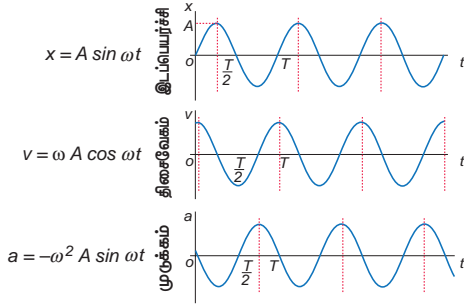 x = A sin ωt
இடப்பெயர்ச்சி
x
A
o
T/2
T
t
v = ω A cos ωt
திசைவேகம்
v
o
T/2
T
t
a = –ω² A sin ωt
முடுக்கம்
a
o
T/2
T
t